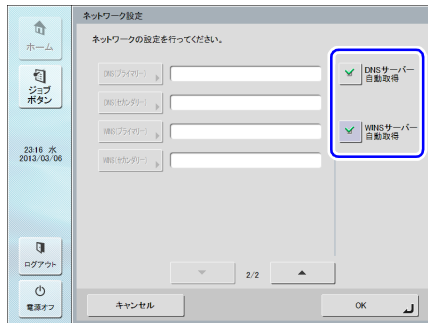 ネットワーク設定
ホーム
ネットワークの設定を行ってください。
DNS(プライマリー)
DNSサーバー
自動取得
ジョブ
ボタン
DNS(セカンダリー)
WINS(プライマリー)
WINSサーバー
自動取得
23:16 水
2013/03/06
WINS(セカンダリー)
ログアウト
2/2
電源オフ
キャンセル
OK